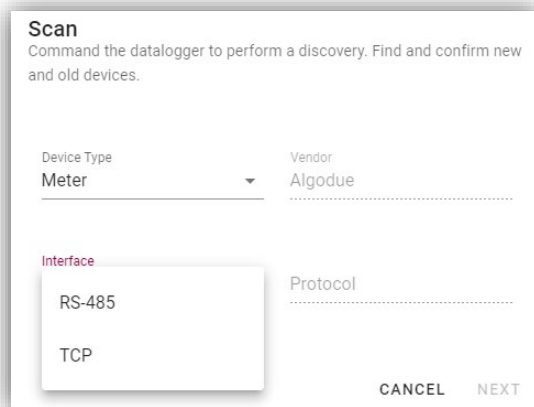 Scan
Command the datalogger to perform a discovery. Find and confirm new
and old devices.
Device Type
Meter
Vendor
Algodue
Interface
RS-485
TCP
Protocol
CANCEL NEXT